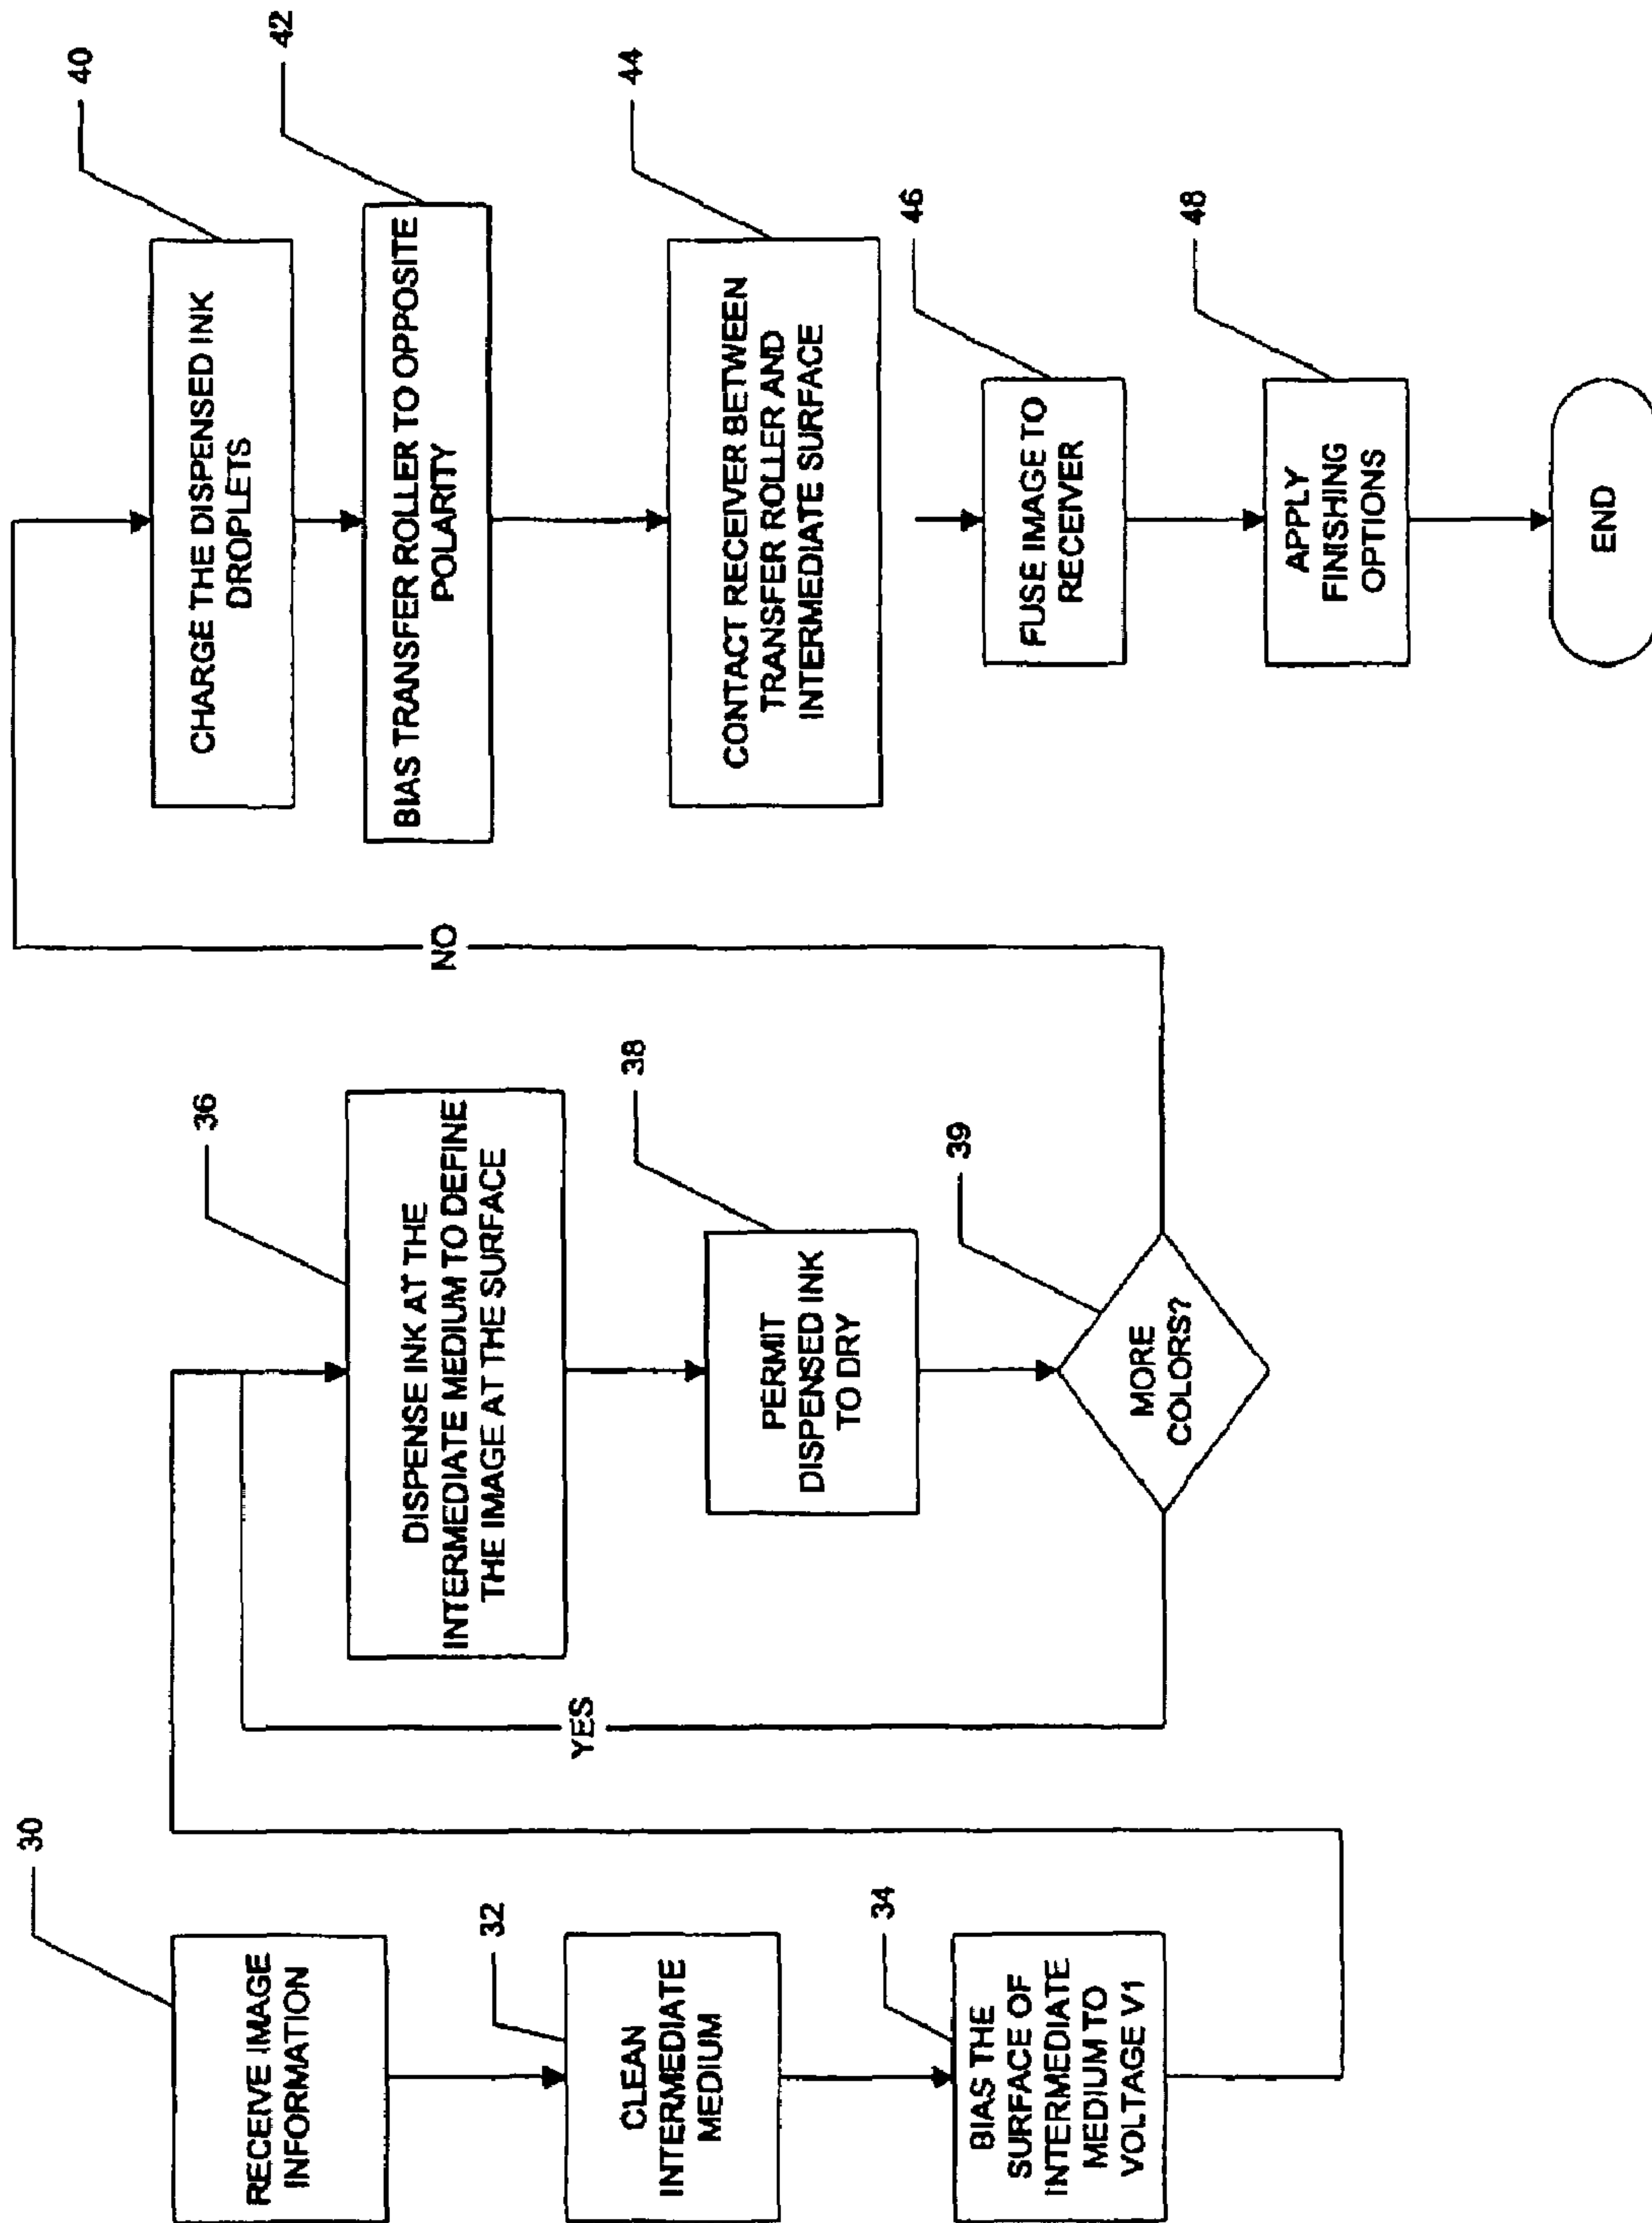 30
RECEIVE IMAGE
INFORMATION
32
CLEAN
INTERMEDIATE
MEDIUM
34
BIAS THE
SURFACE OF
INTERMEDIATE
MEDIUM TO
VOLTAGE V1
36
DISPENSE INK AT THE
INTERMEDIATE MEDIUM TO DEFINE
THE IMAGE AT THE SURFACE
38
PERMIT
DISPENSED INK
TO DRY
39
MORE
COLORS?
YES
NO
40
CHARGE THE DISPENSED INK
DROPLETS
42
BIAS TRANSFER ROLLER TO OPPOSITE
POLARITY
44
CONTACT RECEIVER BETWEEN
TRANSFER ROLLER AND
INTERMEDIATE SURFACE
46
FUSE IMAGE TO
RECEIVER
48
APPLY
FINISHING
OPTIONS
END